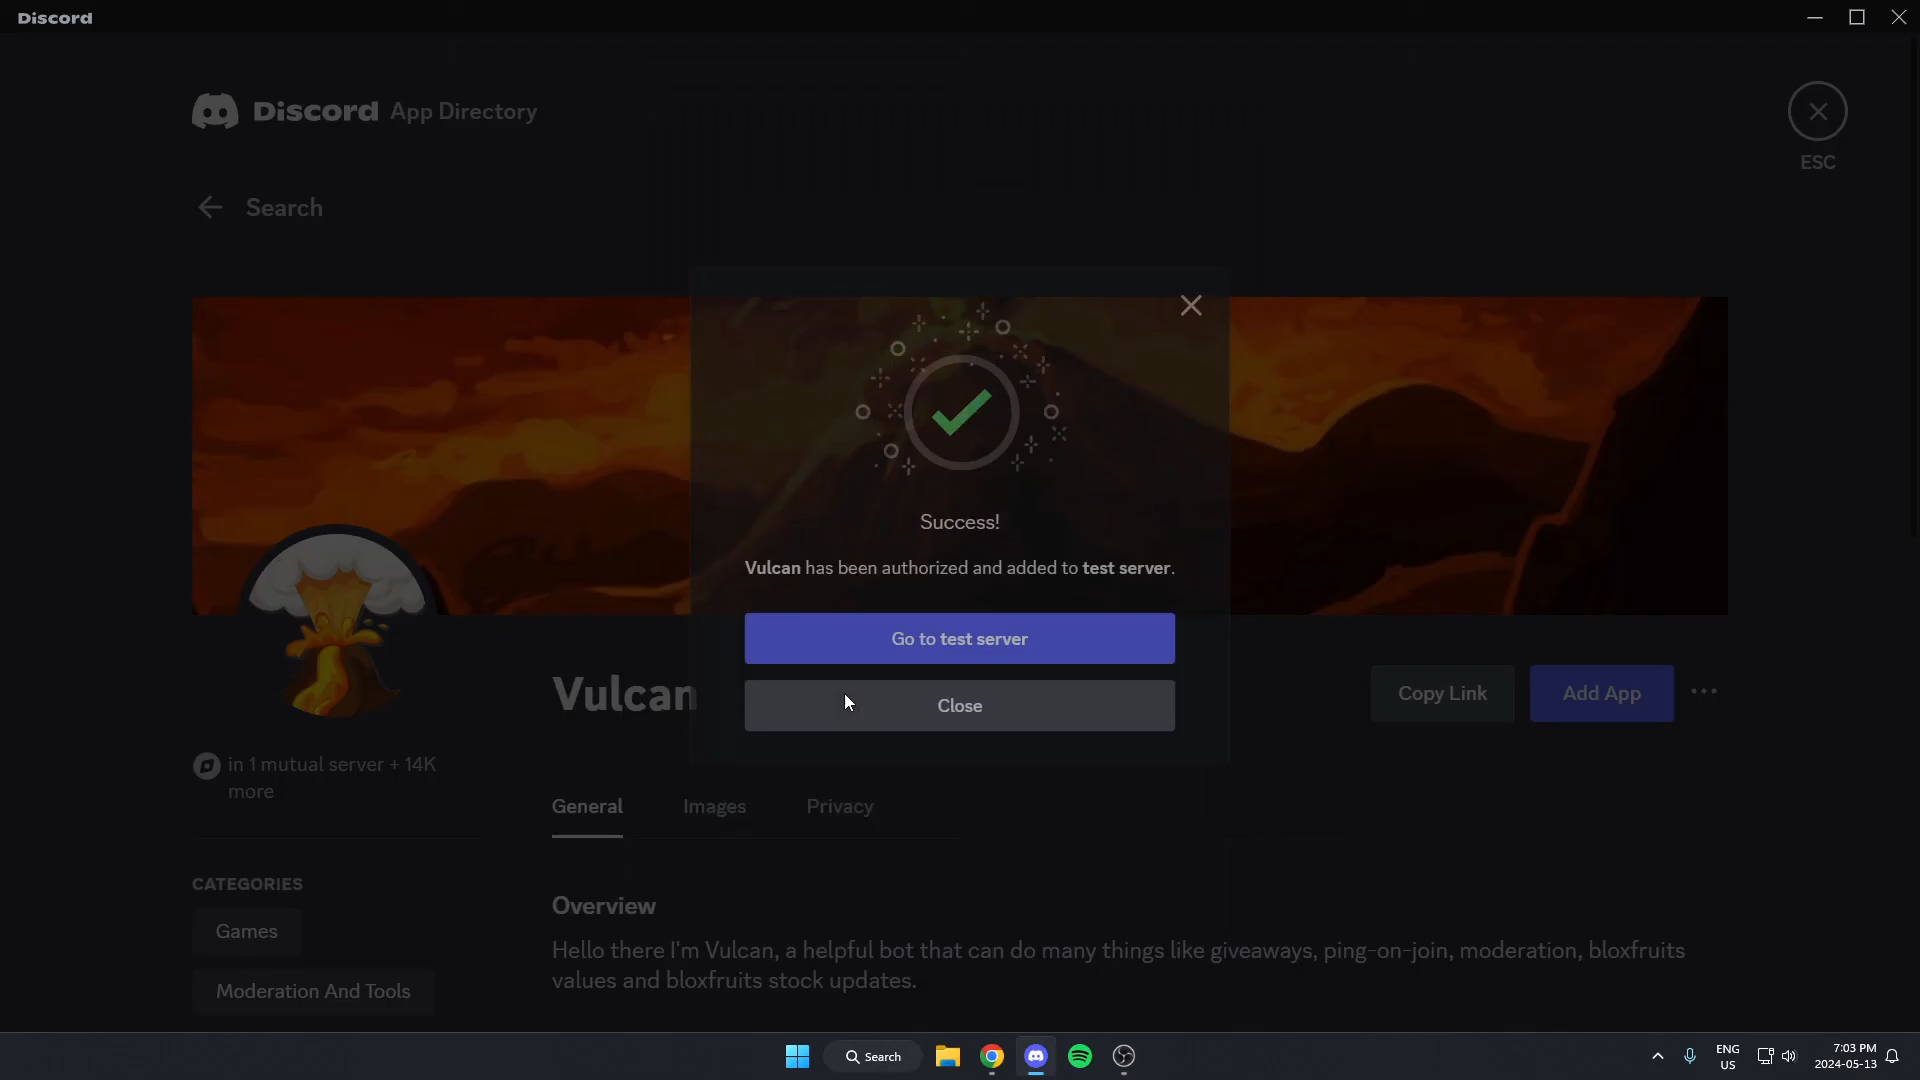 Discord
Discord App Directory
ESC
Search
Success!
Vulcan has been authorized and added to test server.
Go to test server
Close
Vulcan
Copy Link
Add App
in 1 mutual server + 14K
more
General
Images
Privacy
CATEGORIES
Games
Moderation And Tools
Overview
Hello there I'm Vulcan, a helpful bot that can do many things like giveaways, ping-on-join, moderation, bloxfruits
values and bloxfruits stock updates.
Search
ENG
US
7:03 PM
2024-05-13